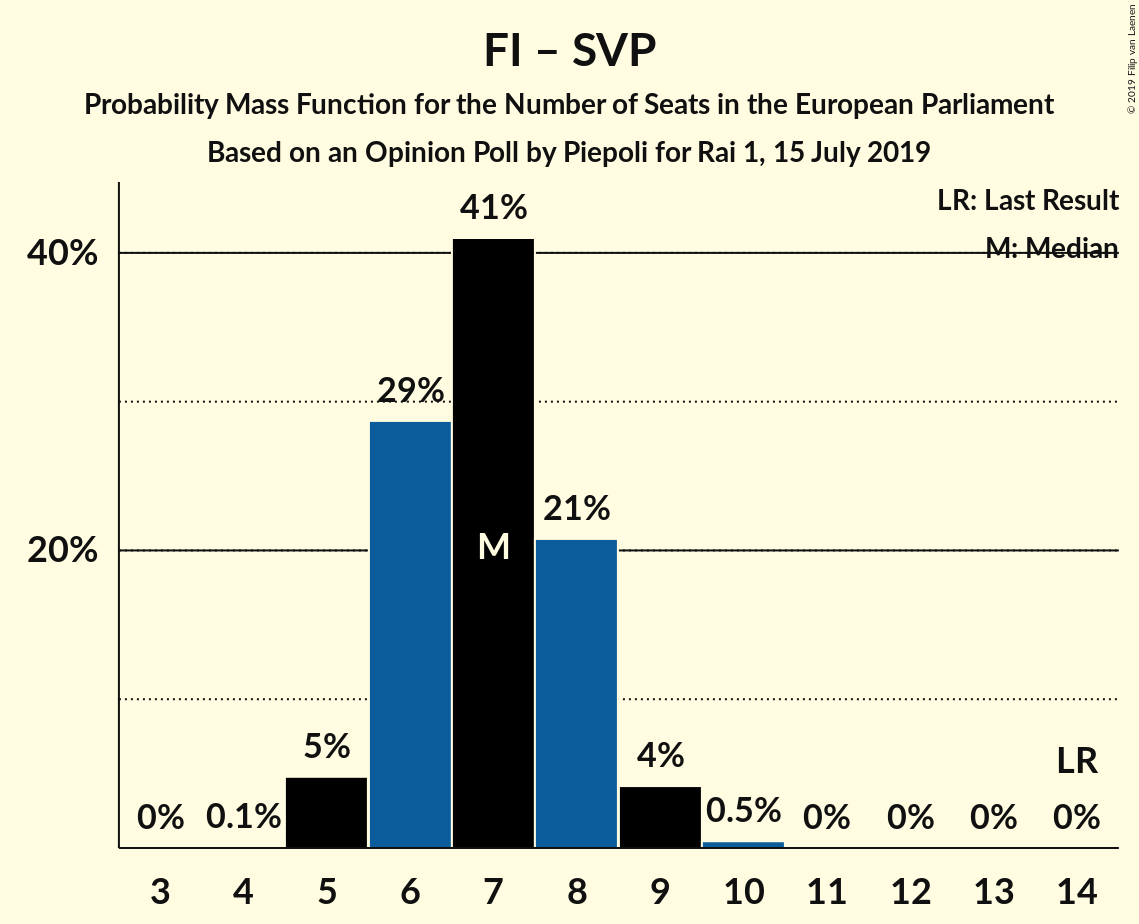 FI – SVP
Probability Mass Function for the Number of Seats in the European Parliament
Based on an Opinion Poll by Piepoli for Rai 1, 15 July 2019
© 2019 Filip van Laenen
LR: Last Result
M: Median
40%
20%
0%
0.1%
5%
29%
41%
M
21%
4%
0.5%
0%
0%
0%
LR
0%
3 4 5 6 7 8 9 10 11 12 13 14